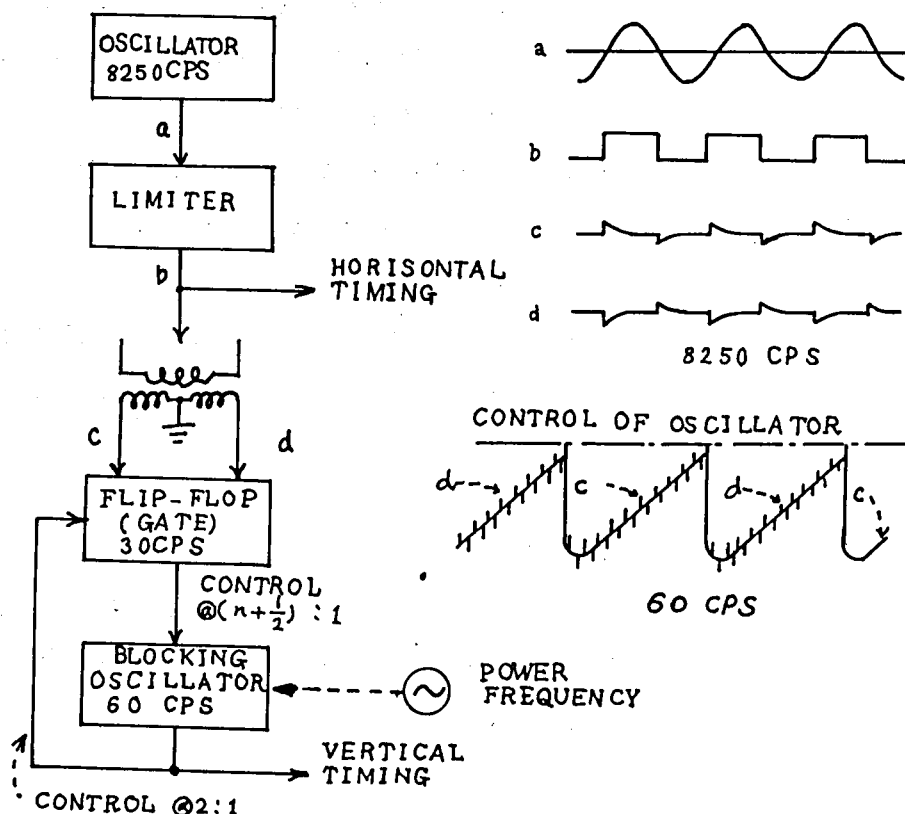 OSCILLATOR
8250CPS
a
LIMITER
b
HORISONTAL
TIMING
c
d
FLIP-FLOP
(GATE)
30CPS
CONTROL
@(n+1/2) : 1
BLOCKING
OSCILLATOR
60 CPS
POWER
FREQUENCY
VERTICAL
TIMING
CONTROL @2:1
a
b
c
d
8250 CPS
CONTROL OF OSCILLATOR
d c c d c
60 CPS